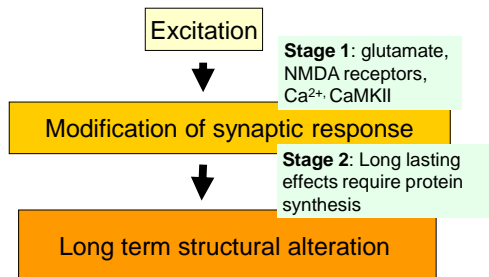 Excitation
Stage 1: glutamate,
NMDA receptors,
Ca²⁺, CaMKII
Modification of synaptic response
Stage 2: Long lasting
effects require protein
synthesis
Long term structural alteration